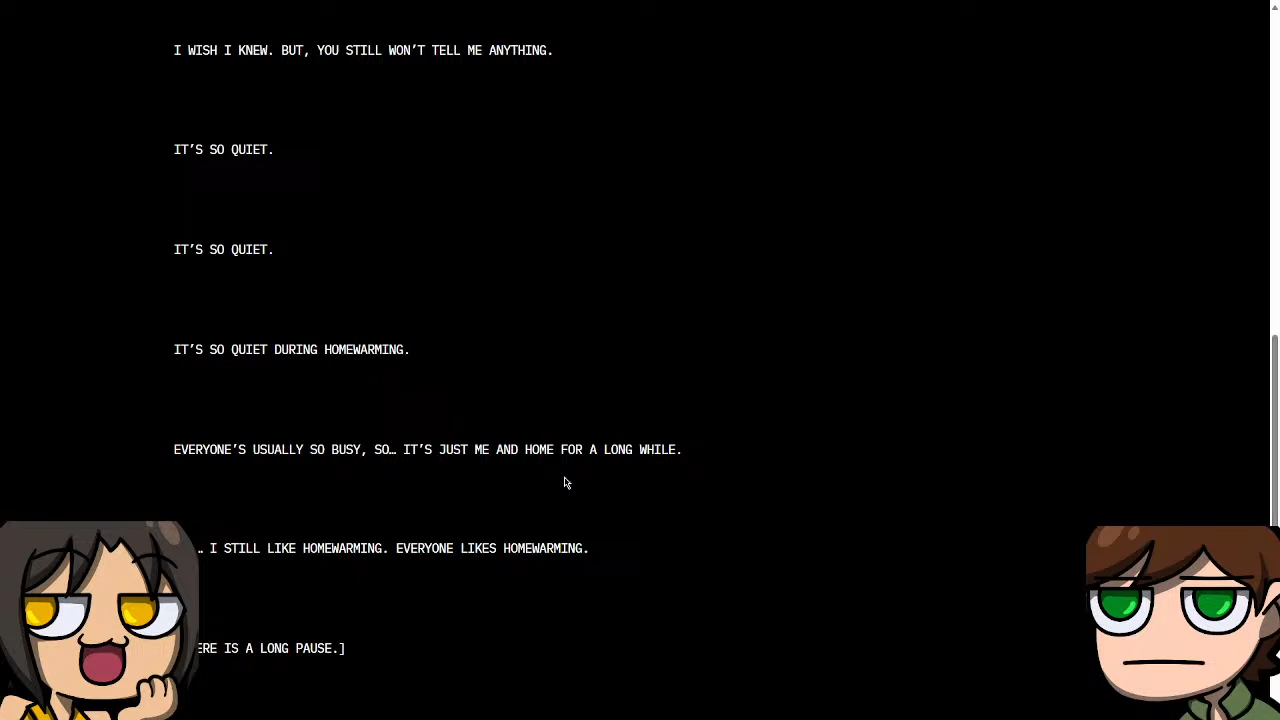 I WISH I KNEW. BUT, YOU STILL WON’T TELL ME ANYTHING.
IT’S SO QUIET.
IT’S SO QUIET.
IT’S SO QUIET DURING HOMEWARMING.
EVERYONE’S USUALLY SO BUSY, SO… IT’S JUST ME AND HOME FOR A LONG WHILE.
… I STILL LIKE HOMEWARMING. EVERYONE LIKES HOMEWARMING.
IS A LONG PAUSE.]